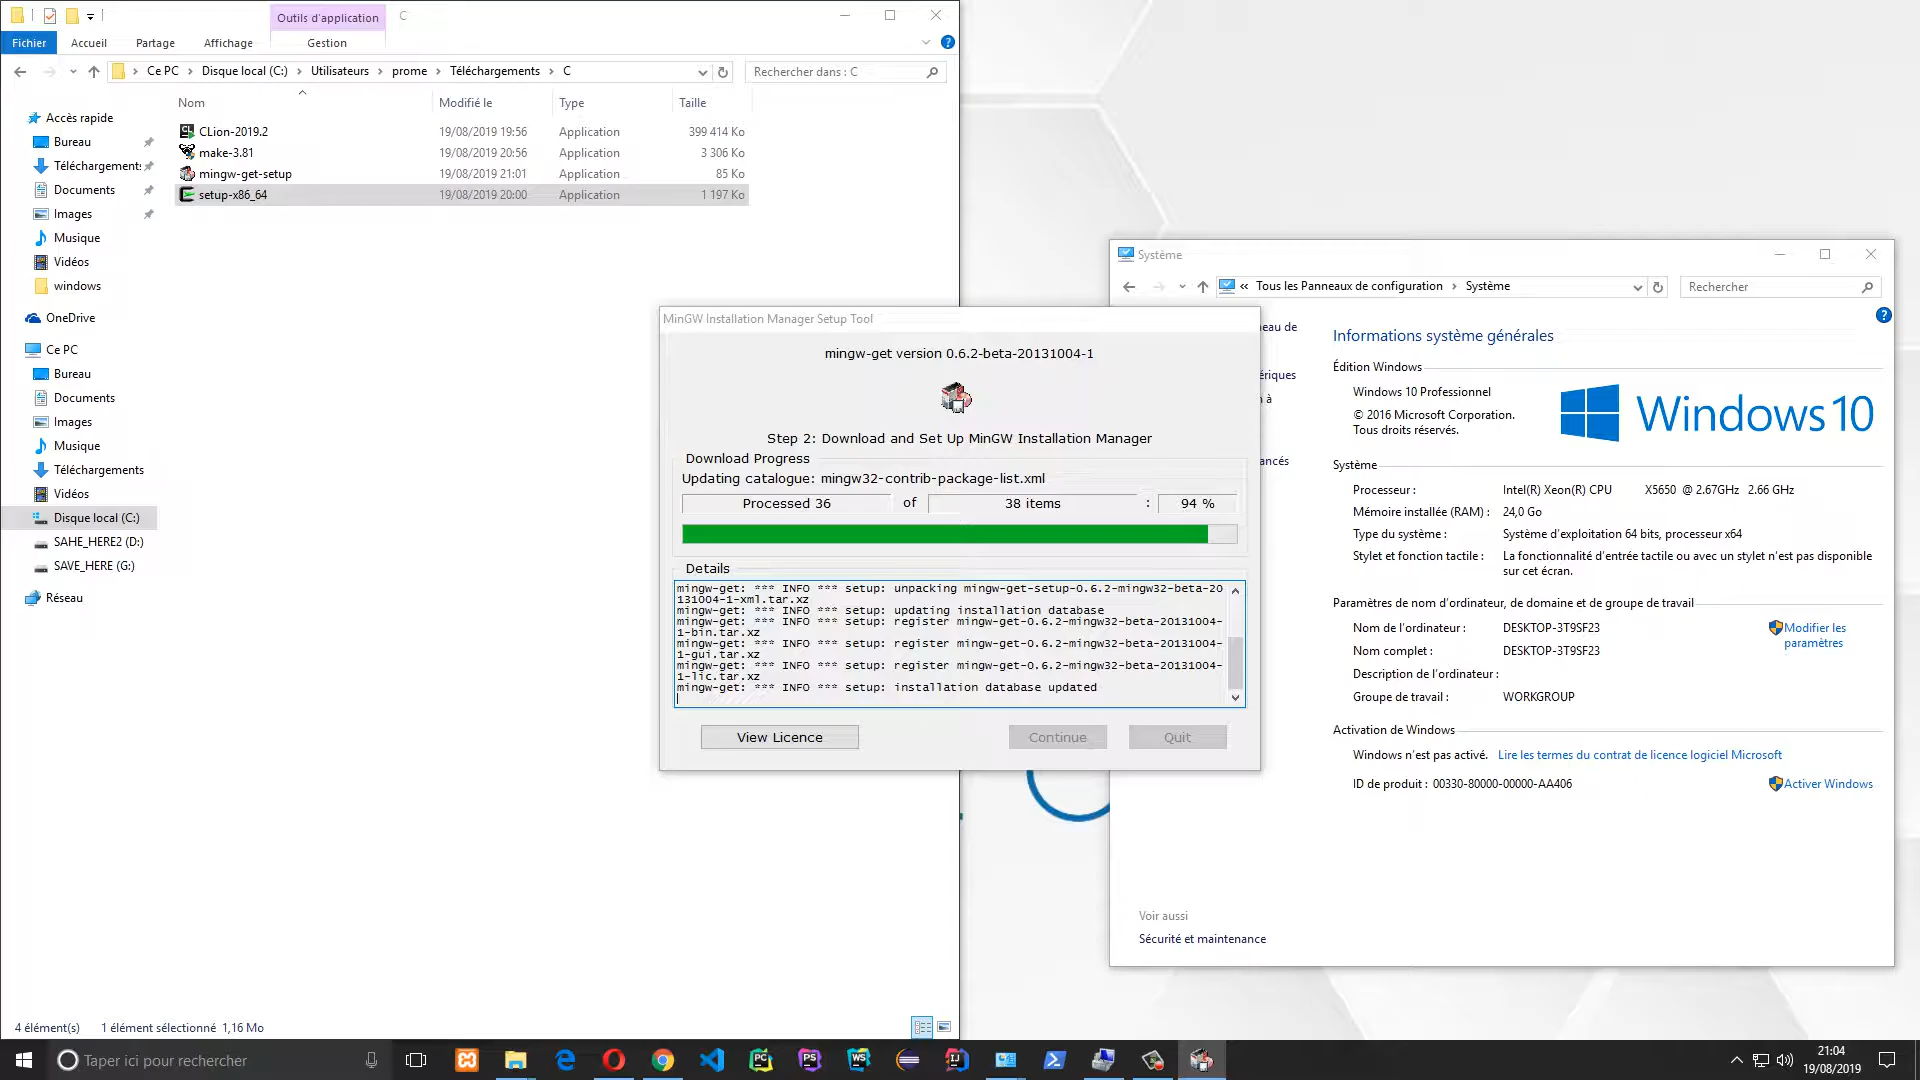 Outils d'application
C
Fichier
Accueil
Partage
Affichage
Gestion
Ce PC
Disque local (C:)
Utilisateurs
prome
Téléchargements
C
Rechercher dans : C
Nom
Modifié le
Type
Taille
CLion-2019.2
19/08/2019 19:56
Application
399 414 Ko
make-3.81
19/08/2019 20:56
Application
3 306 Ko
mingw-get-setup
19/08/2019 21:01
Application
85 Ko
setup-x86_64
19/08/2019 20:00
Application
1 197 Ko
Accès rapide
Bureau
Téléchargements
Documents
Images
Musique
Vidéos
windows
OneDrive
Ce PC
Bureau
Documents
Images
Musique
Téléchargements
Vidéos
Disque local (C:)
SAHE_HERE2 (D:)
SAVE_HERE (G:)
Réseau
4 élément(s)
1 élément sélectionné 1,16 Mo
MinGW Installation Manager Setup Tool
mingw-get version 0.6.2-beta-20131004-1
Step 2: Download and Set Up MinGW Installation Manager
Download Progress
Updating catalogue: mingw32-contrib-package-list.xml
Processed 36
of
38 items
:
94 %
Details
mingw-get: *** INFO *** setup: unpacking mingw-get-setup-0.6.2-mingw32-beta-20
131004-1-xml.tar.xz
mingw-get: *** INFO *** setup: updating installation database
mingw-get: *** INFO *** setup: register mingw-get-0.6.2-mingw32-beta-20131004-
1-bin.tar.xz
mingw-get: *** INFO *** setup: register mingw-get-0.6.2-mingw32-beta-20131004-
1-gui.tar.xz
mingw-get: *** INFO *** setup: register mingw-get-0.6.2-mingw32-beta-20131004-
1-lic.tar.xz
mingw-get: *** INFO *** setup: installation database updated
View Licence
Continue
Quit
Système
« Tous les Panneaux de configuration
Système
Rechercher
eau de
ériques
n à
ancés
Informations système générales
Édition Windows
Windows 10 Professionnel
© 2016 Microsoft Corporation.
Tous droits réservés.
Windows 10
Système
Processeur :
Intel(R) Xeon(R) CPU X5650 @ 2.67GHz 2.66 GHz
Mémoire installée (RAM) :
24,0 Go
Type du système :
Système d'exploitation 64 bits, processeur x64
Stylet et fonction tactile :
La fonctionnalité d'entrée tactile ou avec un stylet n'est pas disponible
sur cet écran.
Paramètres de nom d'ordinateur, de domaine et de groupe de travail
Nom de l'ordinateur :
DESKTOP-3T9SF23
Modifier les
paramètres
Nom complet :
DESKTOP-3T9SF23
Description de l'ordinateur :
Groupe de travail :
WORKGROUP
Activation de Windows
Windows n'est pas activé.
Lire les termes du contrat de licence logiciel Microsoft
ID de produit : 00330-80000-00000-AA406
Activer Windows
Voir aussi
Sécurité et maintenance
Taper ici pour rechercher
PC
PS
WS
IJ
21:04
19/08/2019